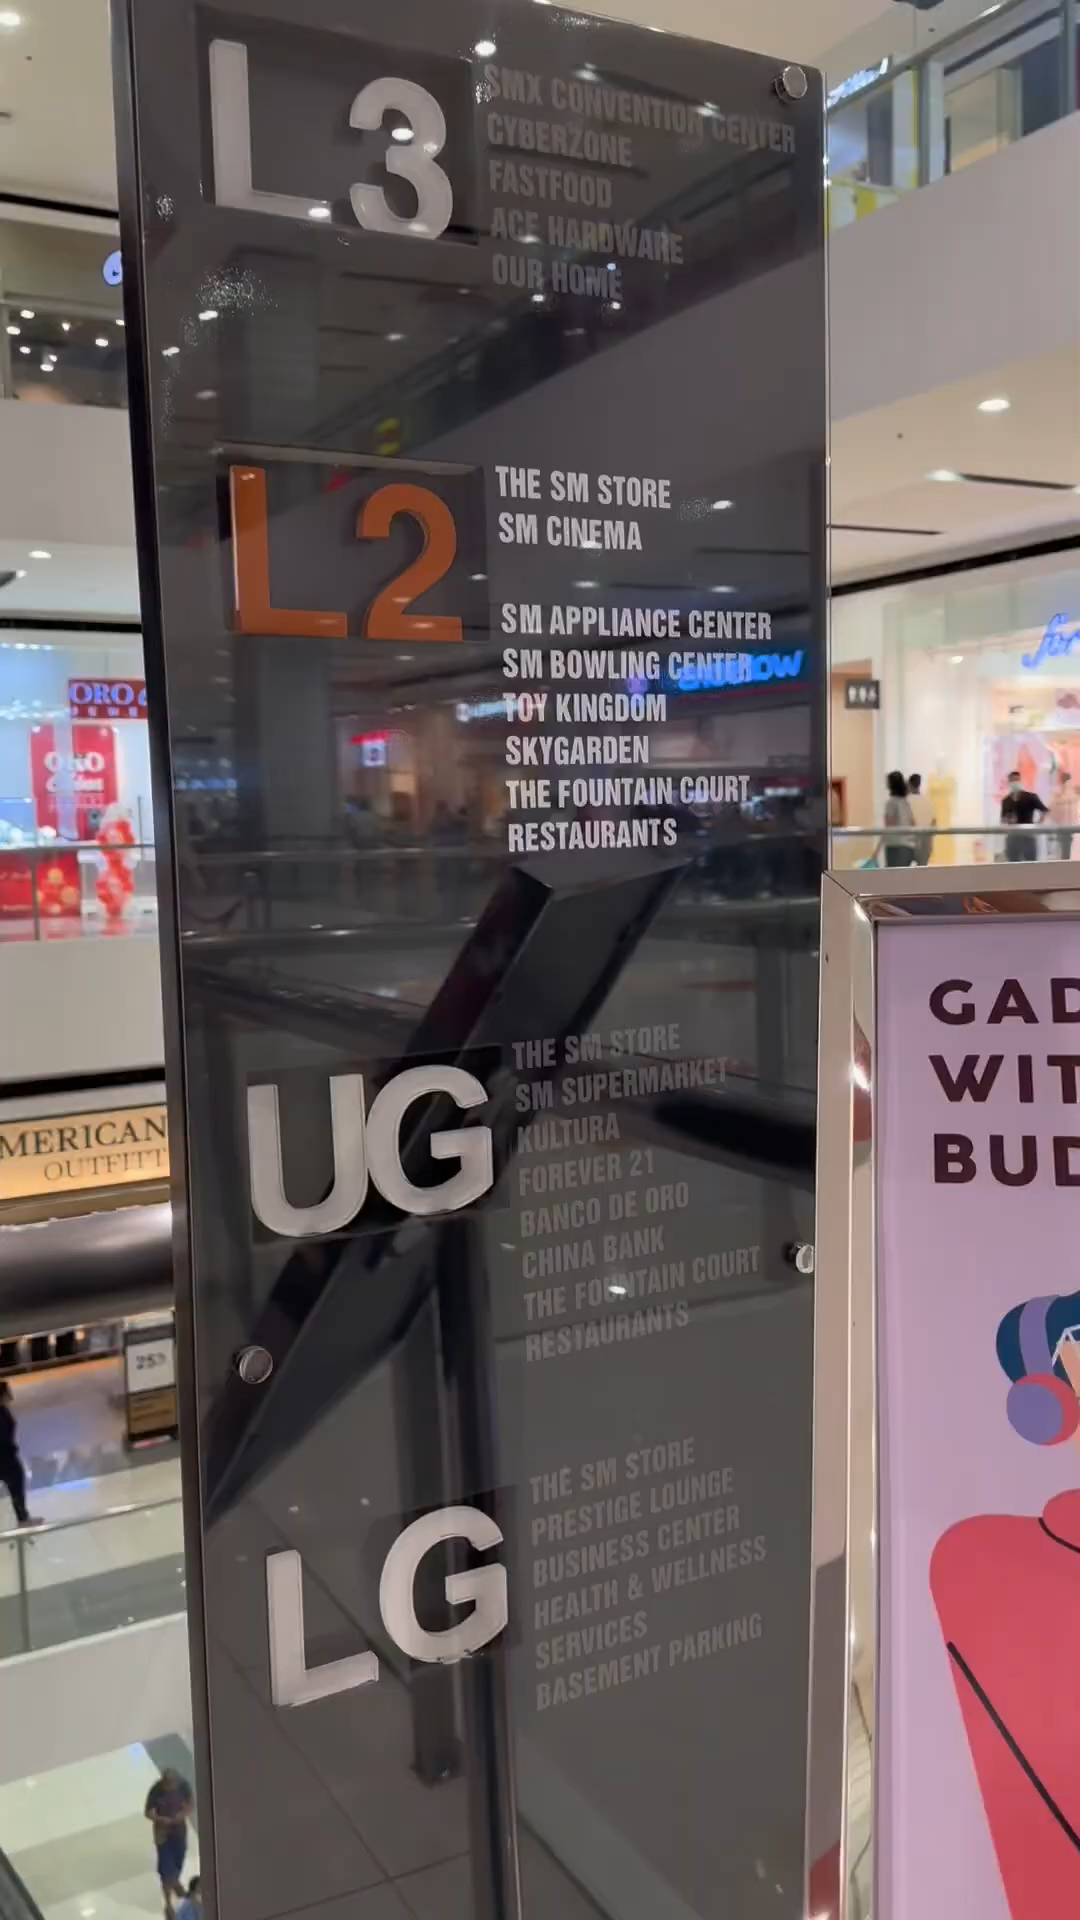 L3
SMX CONVENTION CENTER
CYBERZONE
FASTFOOD
ACE HARDWARE
OUR HOME
L2
THE SM STORE
SM CINEMA
SM APPLIANCE CENTER
SM BOWLING CENTER
TOY KINGDOM
SKYGARDEN
THE FOUNTAIN COURT
RESTAURANTS
UG
THE SM STORE
SM SUPERMARKET
KULTURA
FOREVER 21
BANCO DE ORO
CHINA BANK
THE FOUNTAIN COURT
RESTAURANTS
LG
THE SM STORE
PRESTIGE LOUNGE
BUSINESS CENTER
HEALTH & WELLNESS
SERVICES
BASEMENT PARKING
ORO
ORO
MERICAN
OUTFITT
GAD
WIT
BUD